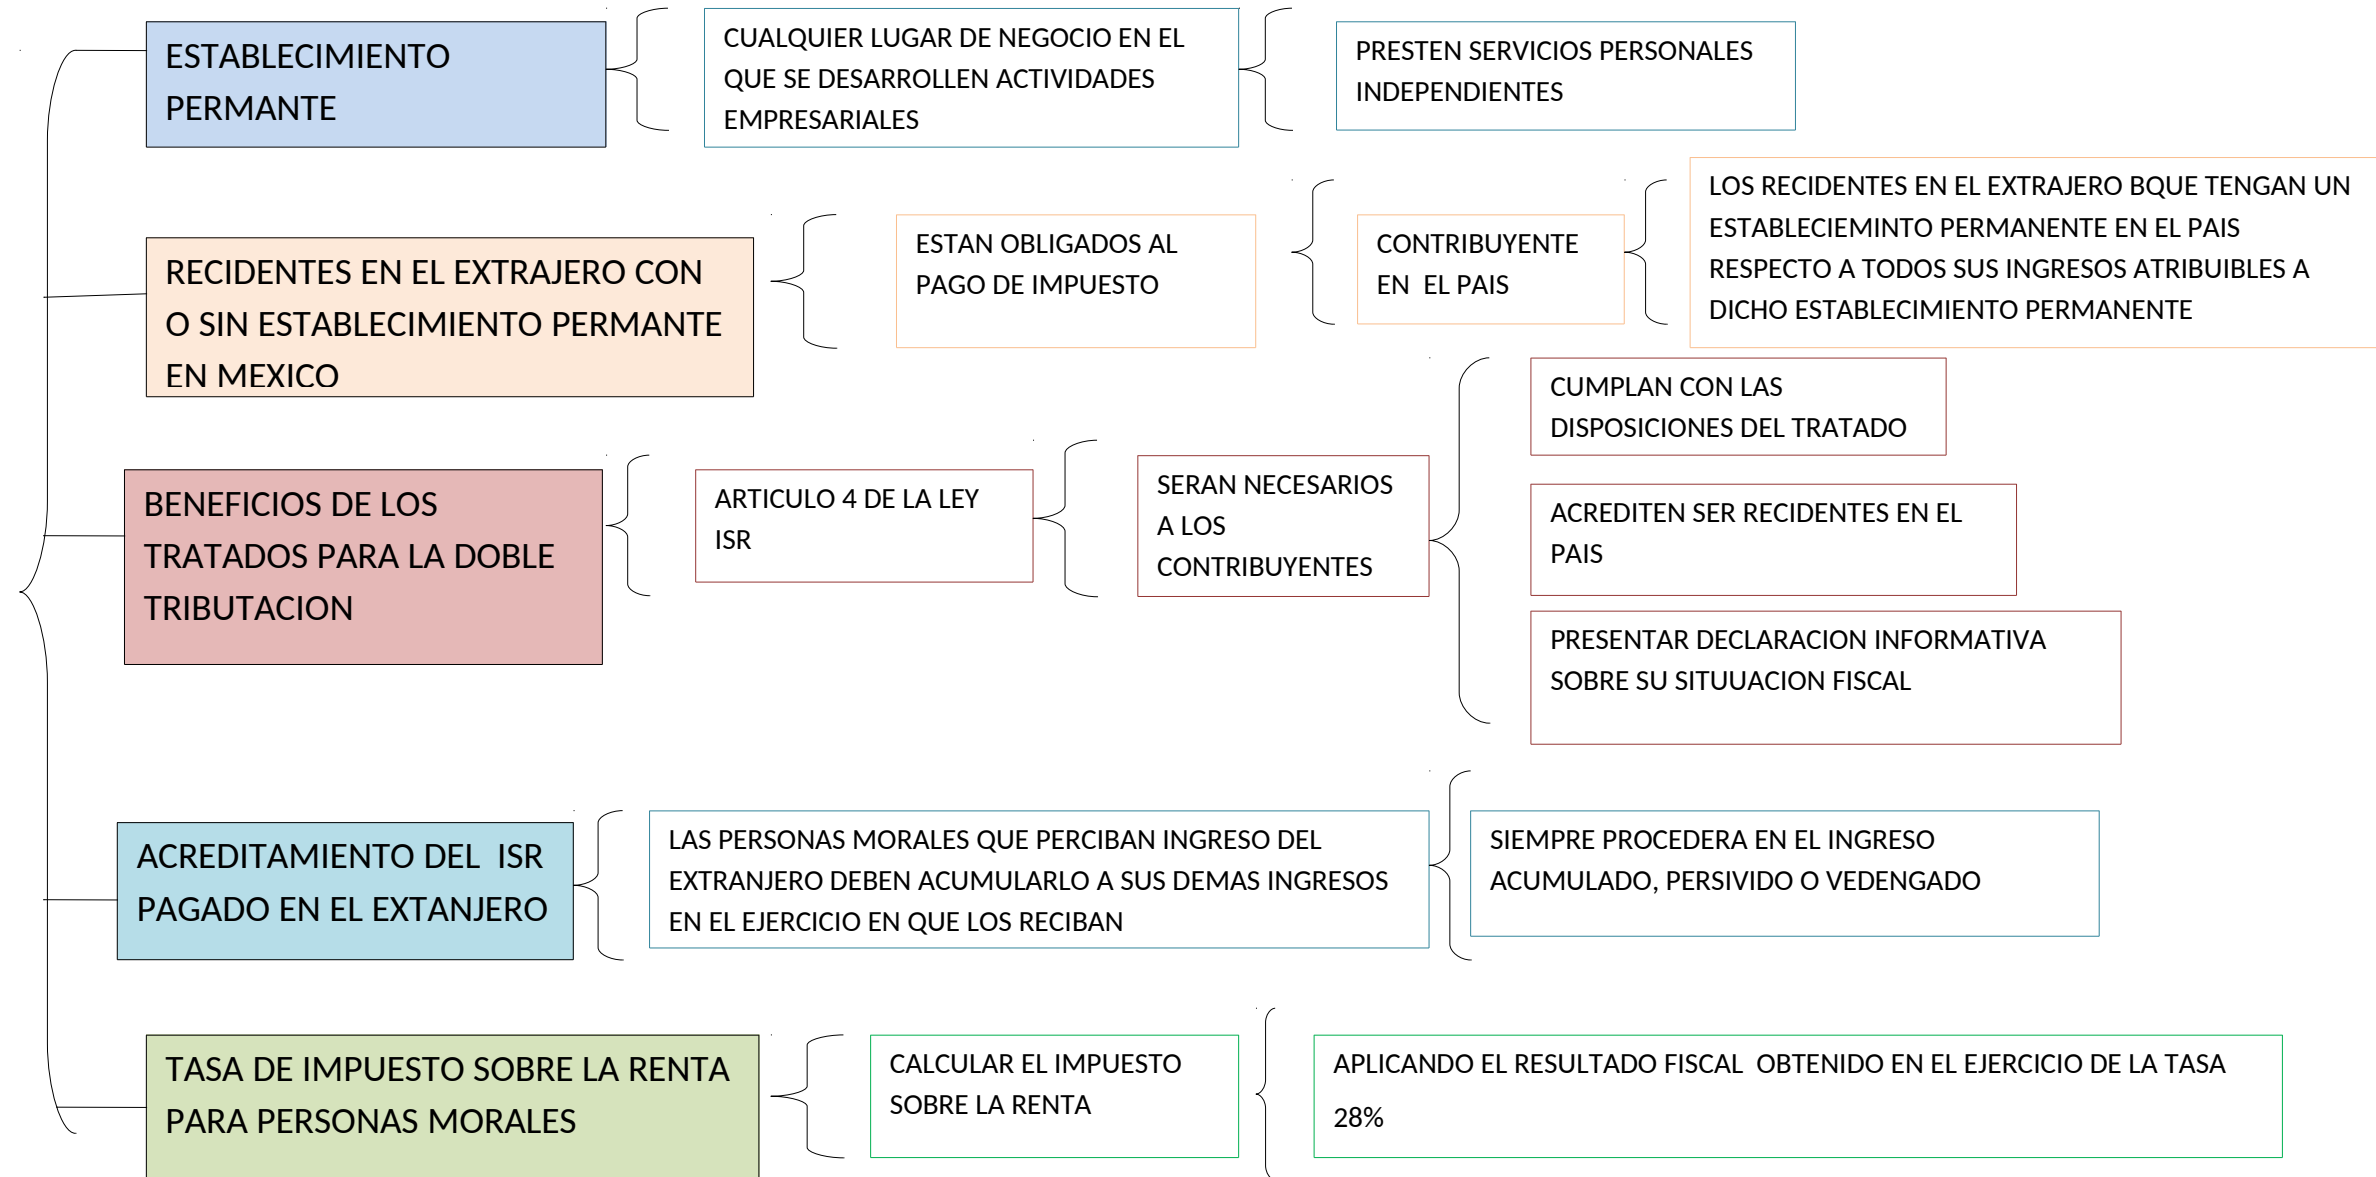 ESTABLECIMIENTO
PERMANTE
CUALQUIER LUGAR DE NEGOCIO EN EL
QUE SE DESARROLLEN ACTIVIDADES
EMPRESARIALES
PRESTEN SERVICIOS PERSONALES
INDEPENDIENTES
RECIDENTES EN EL EXTRAJERO CON
O SIN ESTABLECIMIENTO PERMANTE
EN MEXICO
ESTAN OBLIGADOS AL
PAGO DE IMPUESTO
CONTRIBUYENTE
EN  EL PAIS
LOS RECIDENTES EN EL EXTRAJERO BQUE TENGAN UN
ESTABLECIEMINTO PERMANENTE EN EL PAIS
RESPECTO A TODOS SUS INGRESOS ATRIBUIBLES A
DICHO ESTABLECIMIENTO PERMANENTE
BENEFICIOS DE LOS
TRATADOS PARA LA DOBLE
TRIBUTACION
ARTICULO 4 DE LA LEY
ISR
SERAN NECESARIOS
A LOS
CONTRIBUYENTES
CUMPLAN CON LAS
DISPOSICIONES DEL TRATADO
ACREDITEN SER RECIDENTES EN EL
PAIS
PRESENTAR DECLARACION INFORMATIVA
SOBRE SU SITUUACION FISCAL
ACREDITAMIENTO DEL  ISR
PAGADO EN EL EXTANJERO
LAS PERSONAS MORALES QUE PERCIBAN INGRESO DEL
EXTRANJERO DEBEN ACUMULARLO A SUS DEMAS INGRESOS
EN EL EJERCICIO EN QUE LOS RECIBAN
SIEMPRE PROCEDERA EN EL INGRESO
ACUMULADO, PERSIVIDO O VEDENGADO
TASA DE IMPUESTO SOBRE LA RENTA
PARA PERSONAS MORALES
CALCULAR EL IMPUESTO
SOBRE LA RENTA
APLICANDO EL RESULTADO FISCAL  OBTENIDO EN EL EJERCICIO DE LA TASA
28%